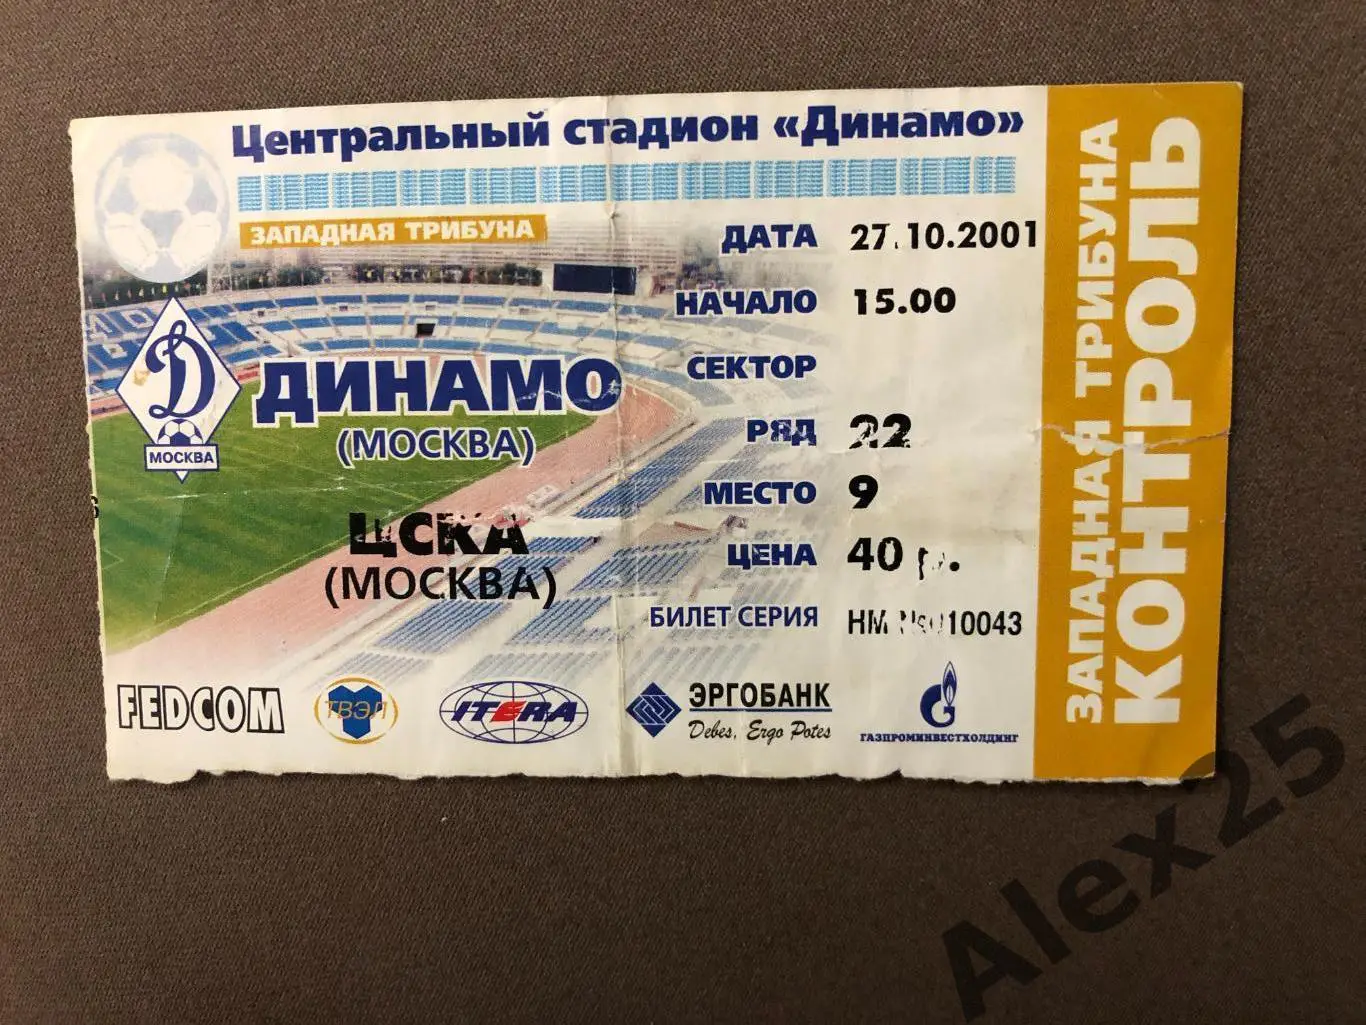 Центральный стадион «Динамо»
ЗАПАДНАЯ ТРИБУНА
ДАТА 27.10.2001
НАЧАЛО 15.00
СЕКТОР
РЯД 22
МЕСТО 9
ЦЕНА 40 р.
БИЛЕТ СЕРИЯ НМ №010043
Д
МОСКВА
ДИНАМО
(МОСКВА)
ЦСКА
(МОСКВА)
FEDCOM
ТВЭЛ
ITERA
ЭРГОБАНК
Debes, Ergo Potes
ГАЗПРОМИНВЕСТХОЛДИНГ
ЗАПАДНАЯ ТРИБУНА
КОНТРОЛЬ
Alex25